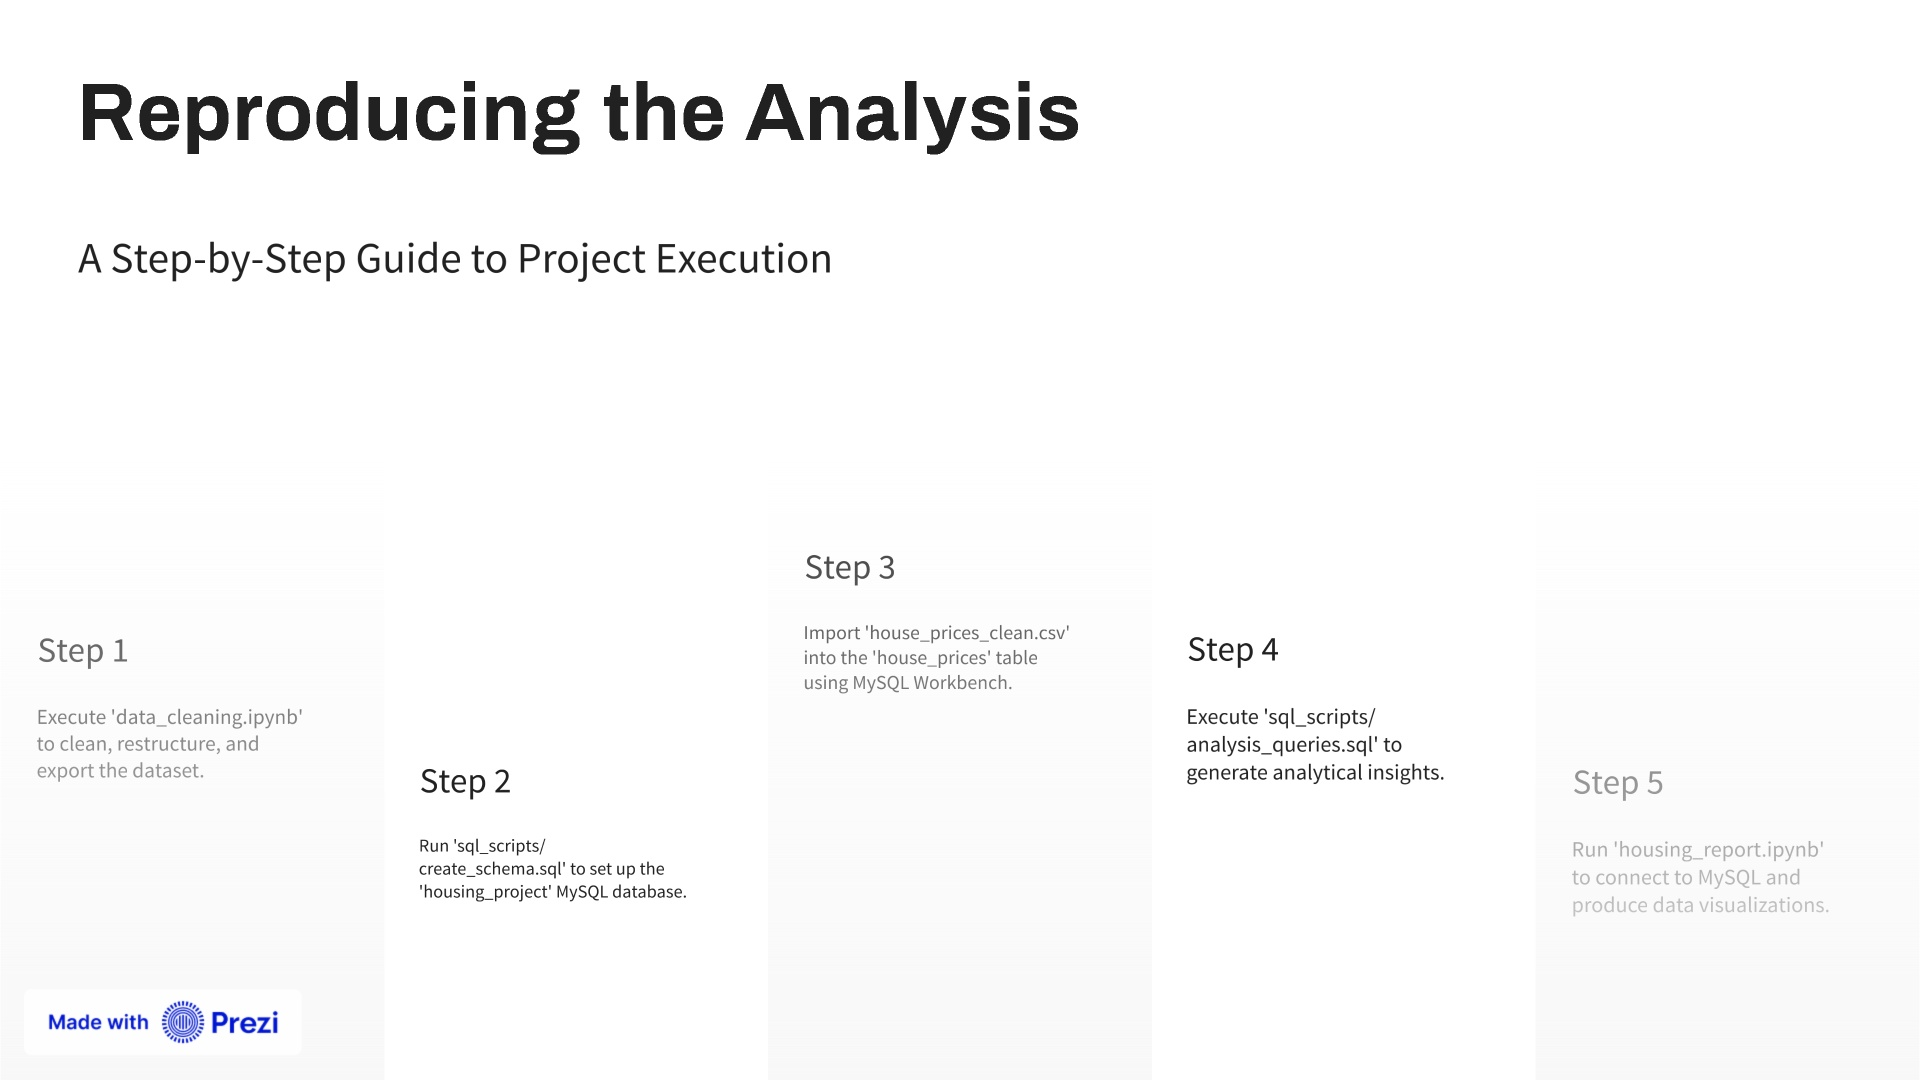 Reproducing the Analysis
A Step-by-Step Guide to Project Execution
Step 1
Execute 'data_cleaning.ipynb'
to clean, restructure, and
export the dataset.
Step 2
Run 'sql_scripts/
create_schema.sql' to set up the
'housing_project' MySQL database.
Step 3
Import 'house_prices_clean.csv'
into the 'house_prices' table
using MySQL Workbench.
Step 4
Execute 'sql_scripts/
analysis_queries.sql' to
generate analytical insights.
Step 5
Run 'housing_report.ipynb'
to connect to MySQL and
produce data visualizations.
Made with Prezi